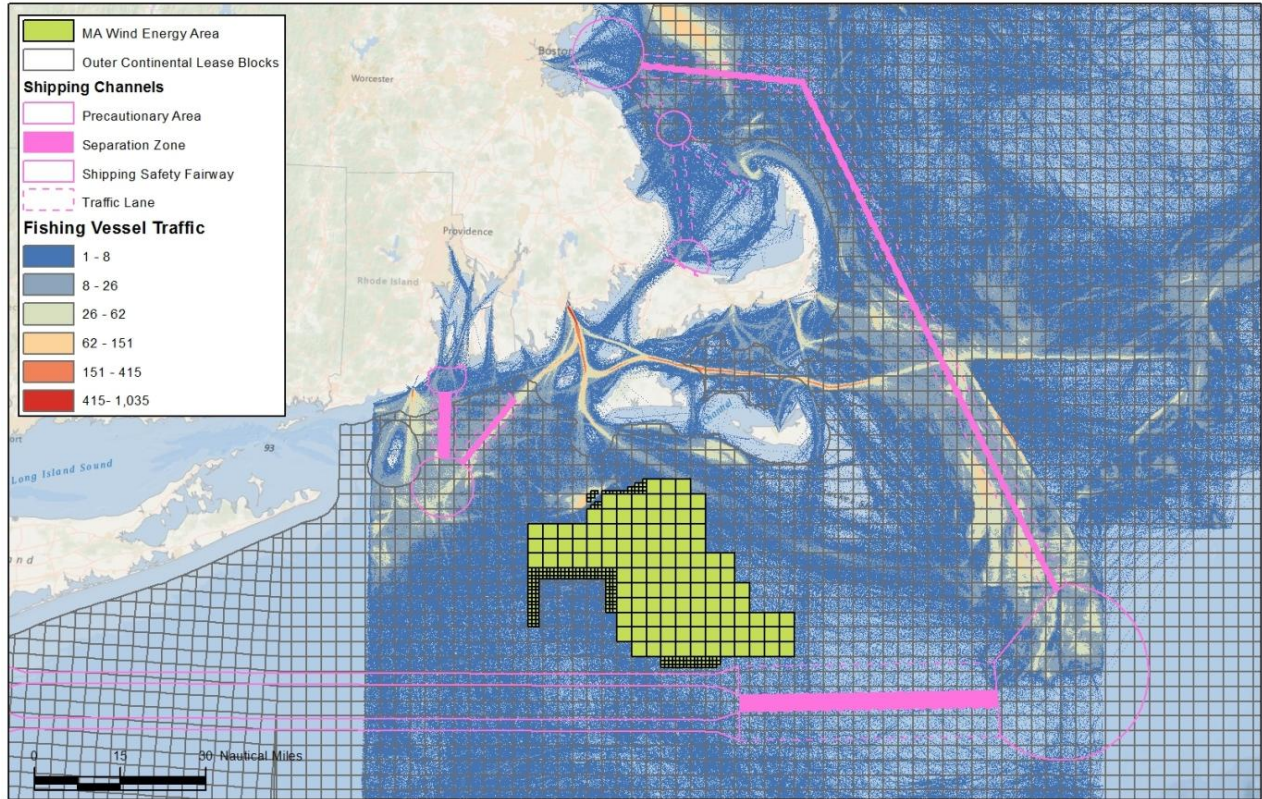 MA Wind Energy Area
Outer Continental Lease Blocks
Shipping Channels
Precautionary Area
Separation Zone
Shipping Safety Fairway
Traffic Lane
Fishing Vessel Traffic
1 - 8
8 - 26
26 - 62
62 - 151
151 - 415
415- 1,035
Boston
Worcester
Providence
Rhode Island
93
Long Island Sound
0 15 30 Nautical Miles